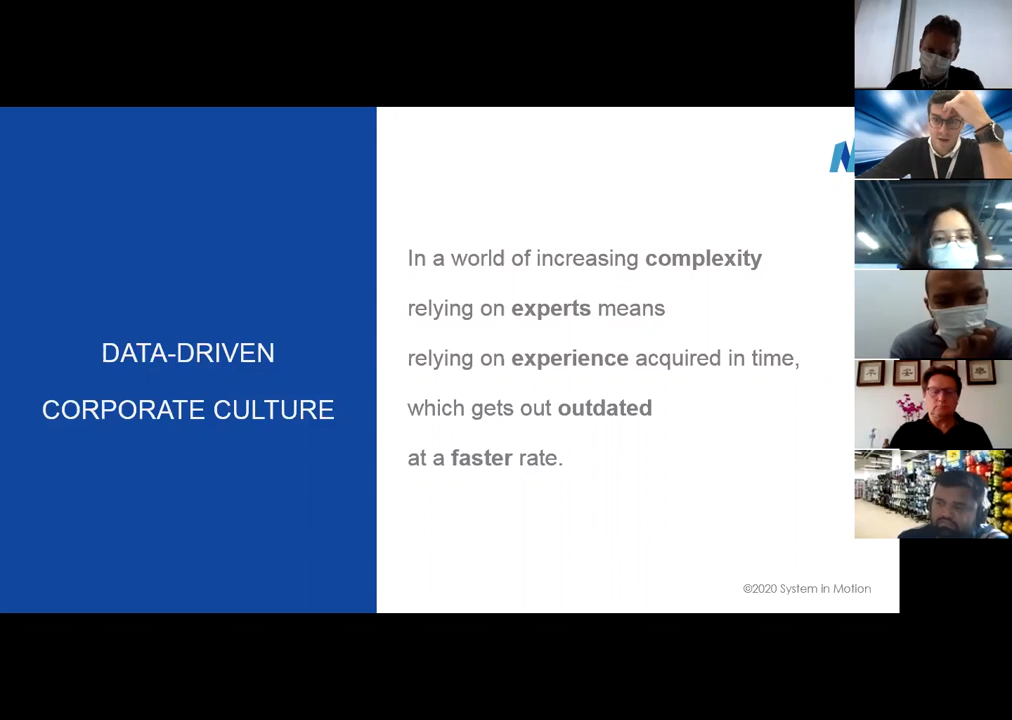 DATA-DRIVEN
CORPORATE CULTURE
In a world of increasing complexity
relying on experts means
relying on experience acquired in time,
which gets out outdated
at a faster rate.
©2020 System in Motion